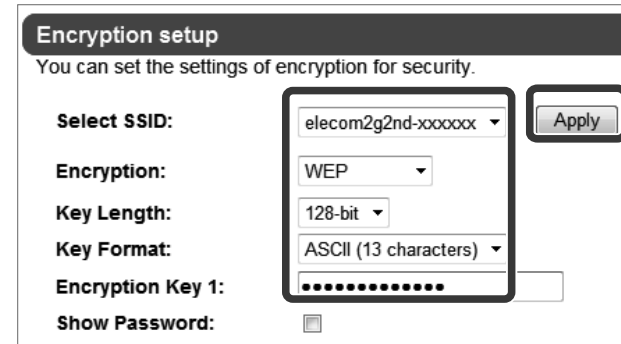 Encryption setup
You can set the settings of encryption for security.
Select SSID: elecom2g2nd-xxxxxx Apply
Encryption: WEP
Key Length: 128-bit
Key Format: ASCII (13 characters)
Encryption Key 1: •••••••••••••
Show Password: